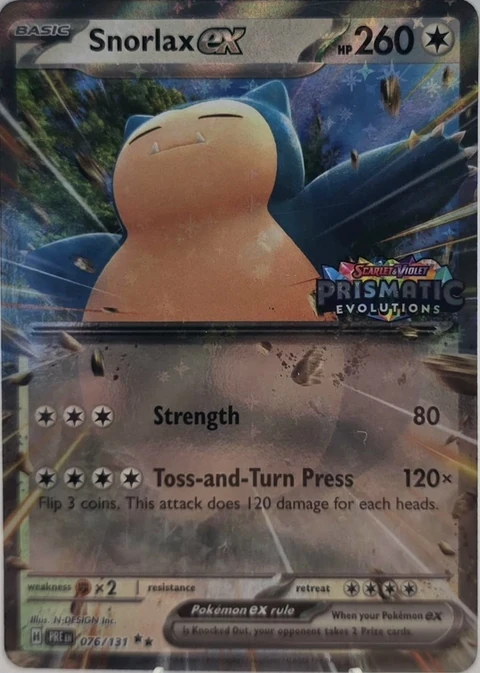 BASIC
Snorlax ex HP 260
SCARLET & VIOLET
PRISMATIC
EVOLUTIONS
Strength 80
Toss-and-Turn Press 120×
Flip 3 coins. This attack does 120 damage for each heads.
weakness ×2 resistance retreat
Illus. N-DESIGN Inc.
Pokémon ex rule When your Pokémon ex
is Knocked Out, your opponent takes 2 Prize cards.
H PRE EN 076/131